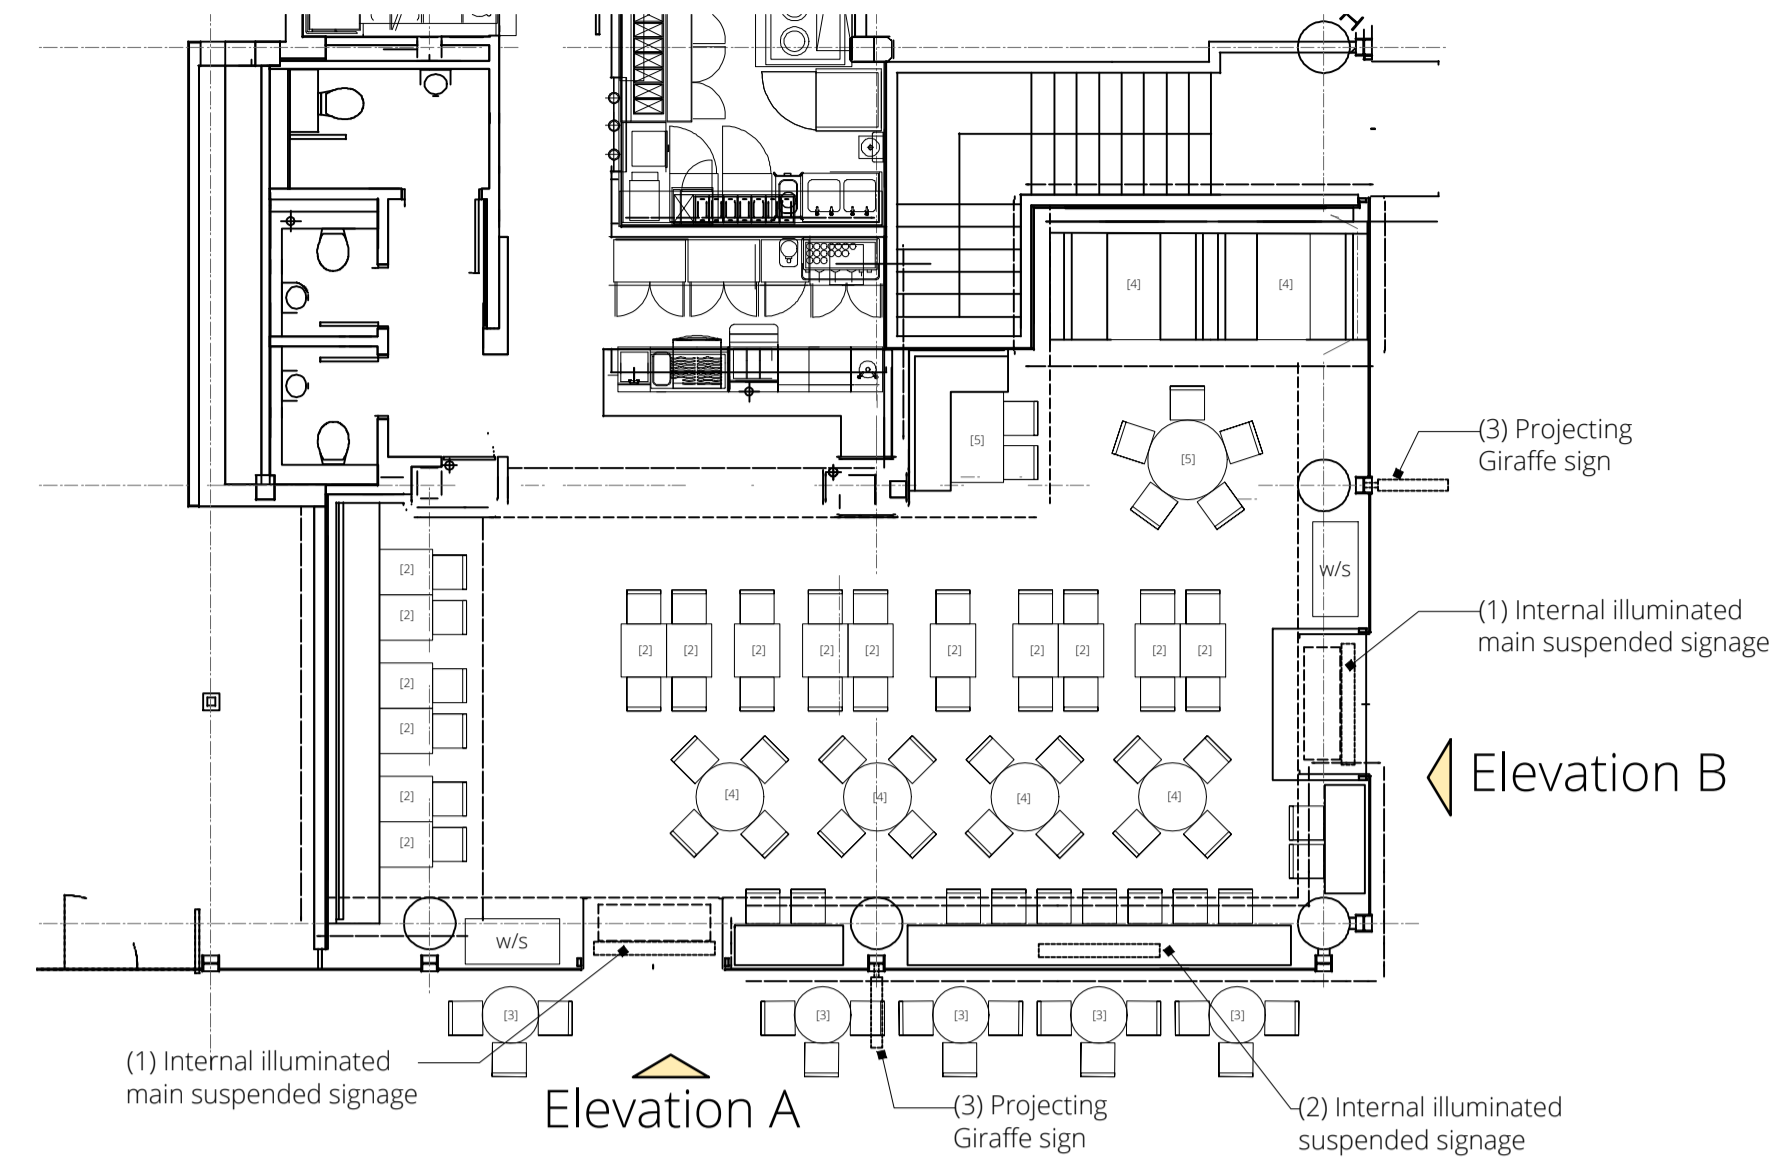 [4] [4]
[5]
[5]
(3) Projecting
Giraffe sign
[2]
w/s
(1) Internal illuminated
main suspended signage
[2]
[2] [2] [2] [2] [2] [2] [2] [2] [2] [2]
[2]
[2]
Elevation B
[2]
[4] [4] [4] [4]
[2]
w/s
[3] [3] [3] [3] [3]
(1) Internal illuminated
main suspended signage
Elevation A
(3) Projecting
Giraffe sign
(2) Internal illuminated
suspended signage